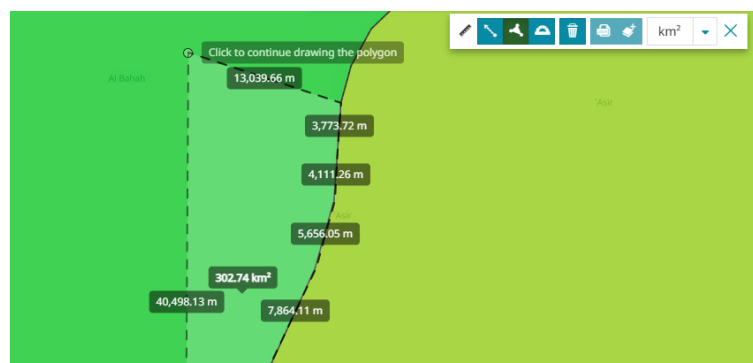 km²
Click to continue drawing the polygon
Al Bahah
13,039.66 m
'Asir
3,773.72 m
4,111.26 m
'Asir
5,656.05 m
302.74 km²
40,498.13 m
7,864.11 m